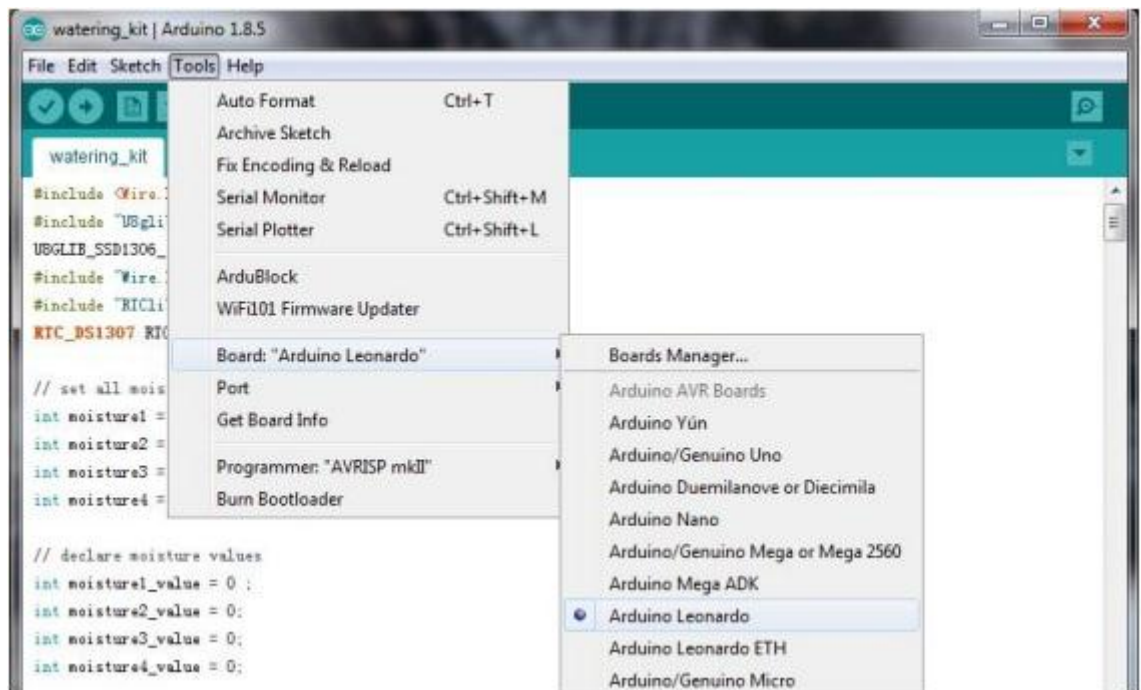 watering_kit | Arduino 1.8.5
File Edit Sketch Tools Help
watering_kit
Auto Format Ctrl+T
Archive Sketch
Fix Encoding & Reload
Serial Monitor Ctrl+Shift+M
Serial Plotter Ctrl+Shift+L
ArduBlock
WiFi101 Firmware Updater
Board: "Arduino Leonardo"
Port
Get Board Info
Programmer: "AVRISP mkII"
Burn Bootloader
Boards Manager...
Arduino AVR Boards
Arduino Yún
Arduino/Genuino Uno
Arduino Duemilanove or Diecimila
Arduino Nano
Arduino/Genuino Mega or Mega 2560
Arduino Mega ADK
Arduino Leonardo
Arduino Leonardo ETH
Arduino/Genuino Micro
#include <Wire.
#include "U8gli
U8GLIB_SSD1306_
#include "Wire.
#include "RTCli
RTC_DS1307 RTC
// set all mois
int moisture1 =
int moisture2 =
int moisture3 =
int moisture4 =
// declare moisture values
int moisture1_value = 0 ;
int moisture2_value = 0;
int moisture3_value = 0;
int moisture4_value = 0;